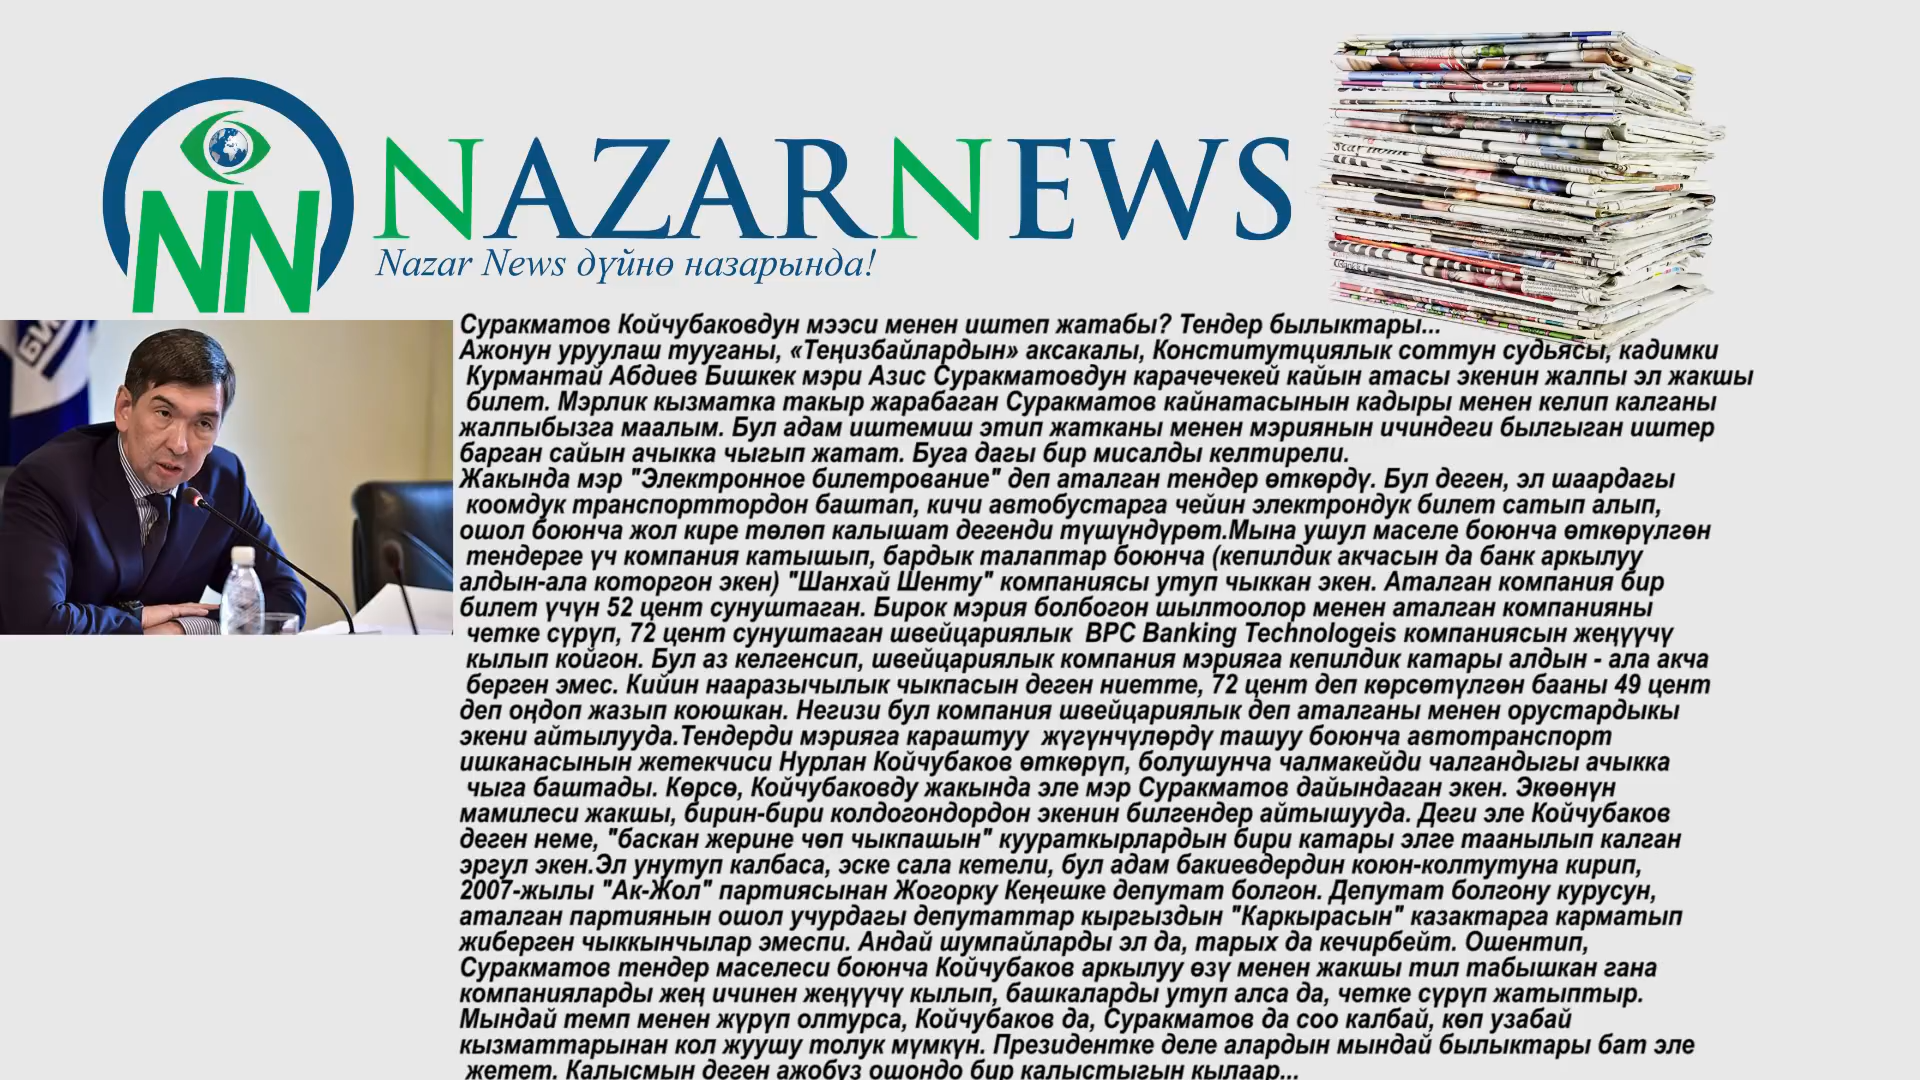 NN
NAZARNEWS
Nazar News дүйнө назарында!
Суракматов Койчубаковдун мээси менен иштеп жатабы? Тендер былыктары...
Ажонун уруулаш тууганы, «Теңизбайлардын» аксакалы, Конститутциялык соттун судьясы, кадимки
Курмантай Абдиев Бишкек мэри Азис Суракматовдун карачечекей кайын атасы экенин жалпы эл жакшы
билет. Мэрлик кызматка такыр жарабаган Суракматов кайнатасынын кадыры менен келип калганы
жалпыбызга маалым. Бул адам иштемиш этип жатканы менен мэриянын ичиндеги былгыган иштер
барган сайын ачыкка чыгып жатат. Буга дагы бир мисалды келтирели.
Жакында мэр "Электронное билетрование" деп аталган тендер өткөрдү. Бул деген, эл шаардагы
коомдук транспорттордон баштап, кичи автобустарга чейин электрондук билет сатып алып,
ошол боюнча жол кире төлөп калышат дегенди түшүндүрөт.Мына ушул маселе боюнча өткөрүлгөн
тендерге үч компания катышып, бардык талаптар боюнча (кепилдик акчасын да банк аркылуу
алдын-ала которгон экен) "Шанхай Шенту" компаниясы утуп чыккан экен. Аталган компания бир
билет үчүн 52 цент сунуштаган. Бирок мэрия болбогон шылтоолор менен аталган компанияны
четке сүрүп, 72 цент сунуштаган швейцариялык BPC Banking Technologeis компаниясын жеңүүчү
кылып койгон. Бул аз келгенсип, швейцариялык компания мэрияга кепилдик катары алдын - ала акча
берген эмес. Кийин нааразычылык чыкпасын деген ниетте, 72 цент деп көрсөтүлгөн бааны 49 цент
деп оңдоп жазып коюшкан. Негизи бул компания швейцариялык деп аталганы менен орустардыкы
экени айтылууда.Тендерди мэрияга караштуу жүгүнчүлөрдү ташуу боюнча автотранспорт
ишканасынын жетекчиси Нурлан Койчубаков өткөрүп, болушунча чалмакейди чалгандыгы ачыкка
чыга баштады. Көрсө, Койчубаковду жакында эле мэр Суракматов дайындаган экен. Экөөнүн
мамилеси жакшы, бирин-бири колдогондордон экенин билгендер айтышууда. Деги эле Койчубаков
деген неме, "баскан жерине чөп чыкпашын" кураткырлардын бири катары элге таанылып калган
эргул экен.Эл унутуп калбаса, эске сала кетели, бул адам бакиевдердин коюн-колтутуна кирип,
2007-жылы "Ак-Жол" партиясынан Жогорку Кеңешке депутат болгон. Депутат болгону курусун,
аталган партиянын ошол учурдагы депутаттар кыргыздын "Каркырасын" казактарга карматып
жиберген чыккынчылар эмеспи. Андай шумпайларды эл да, тарых да кечирбейт. Ошентип,
Суракматов тендер маселеси боюнча Койчубаков аркылуу өзү менен жакшы тил табышкан гана
компанияларды жең ичинен жеңүүчү кылып, башкаларды утуп алса да, четке сүрүп жатыптыр.
Мындай темп менен жүрүп олтурса, Койчубаков да, Суракматов да соо калбай, көп узабай
кызматтарынан кол жуушу толук мүмкүн. Президентке деле алардын мындай былыктары бат эле
жетет. Калысмын деген ажобуз ошондо бир калыстыгын кылаар...